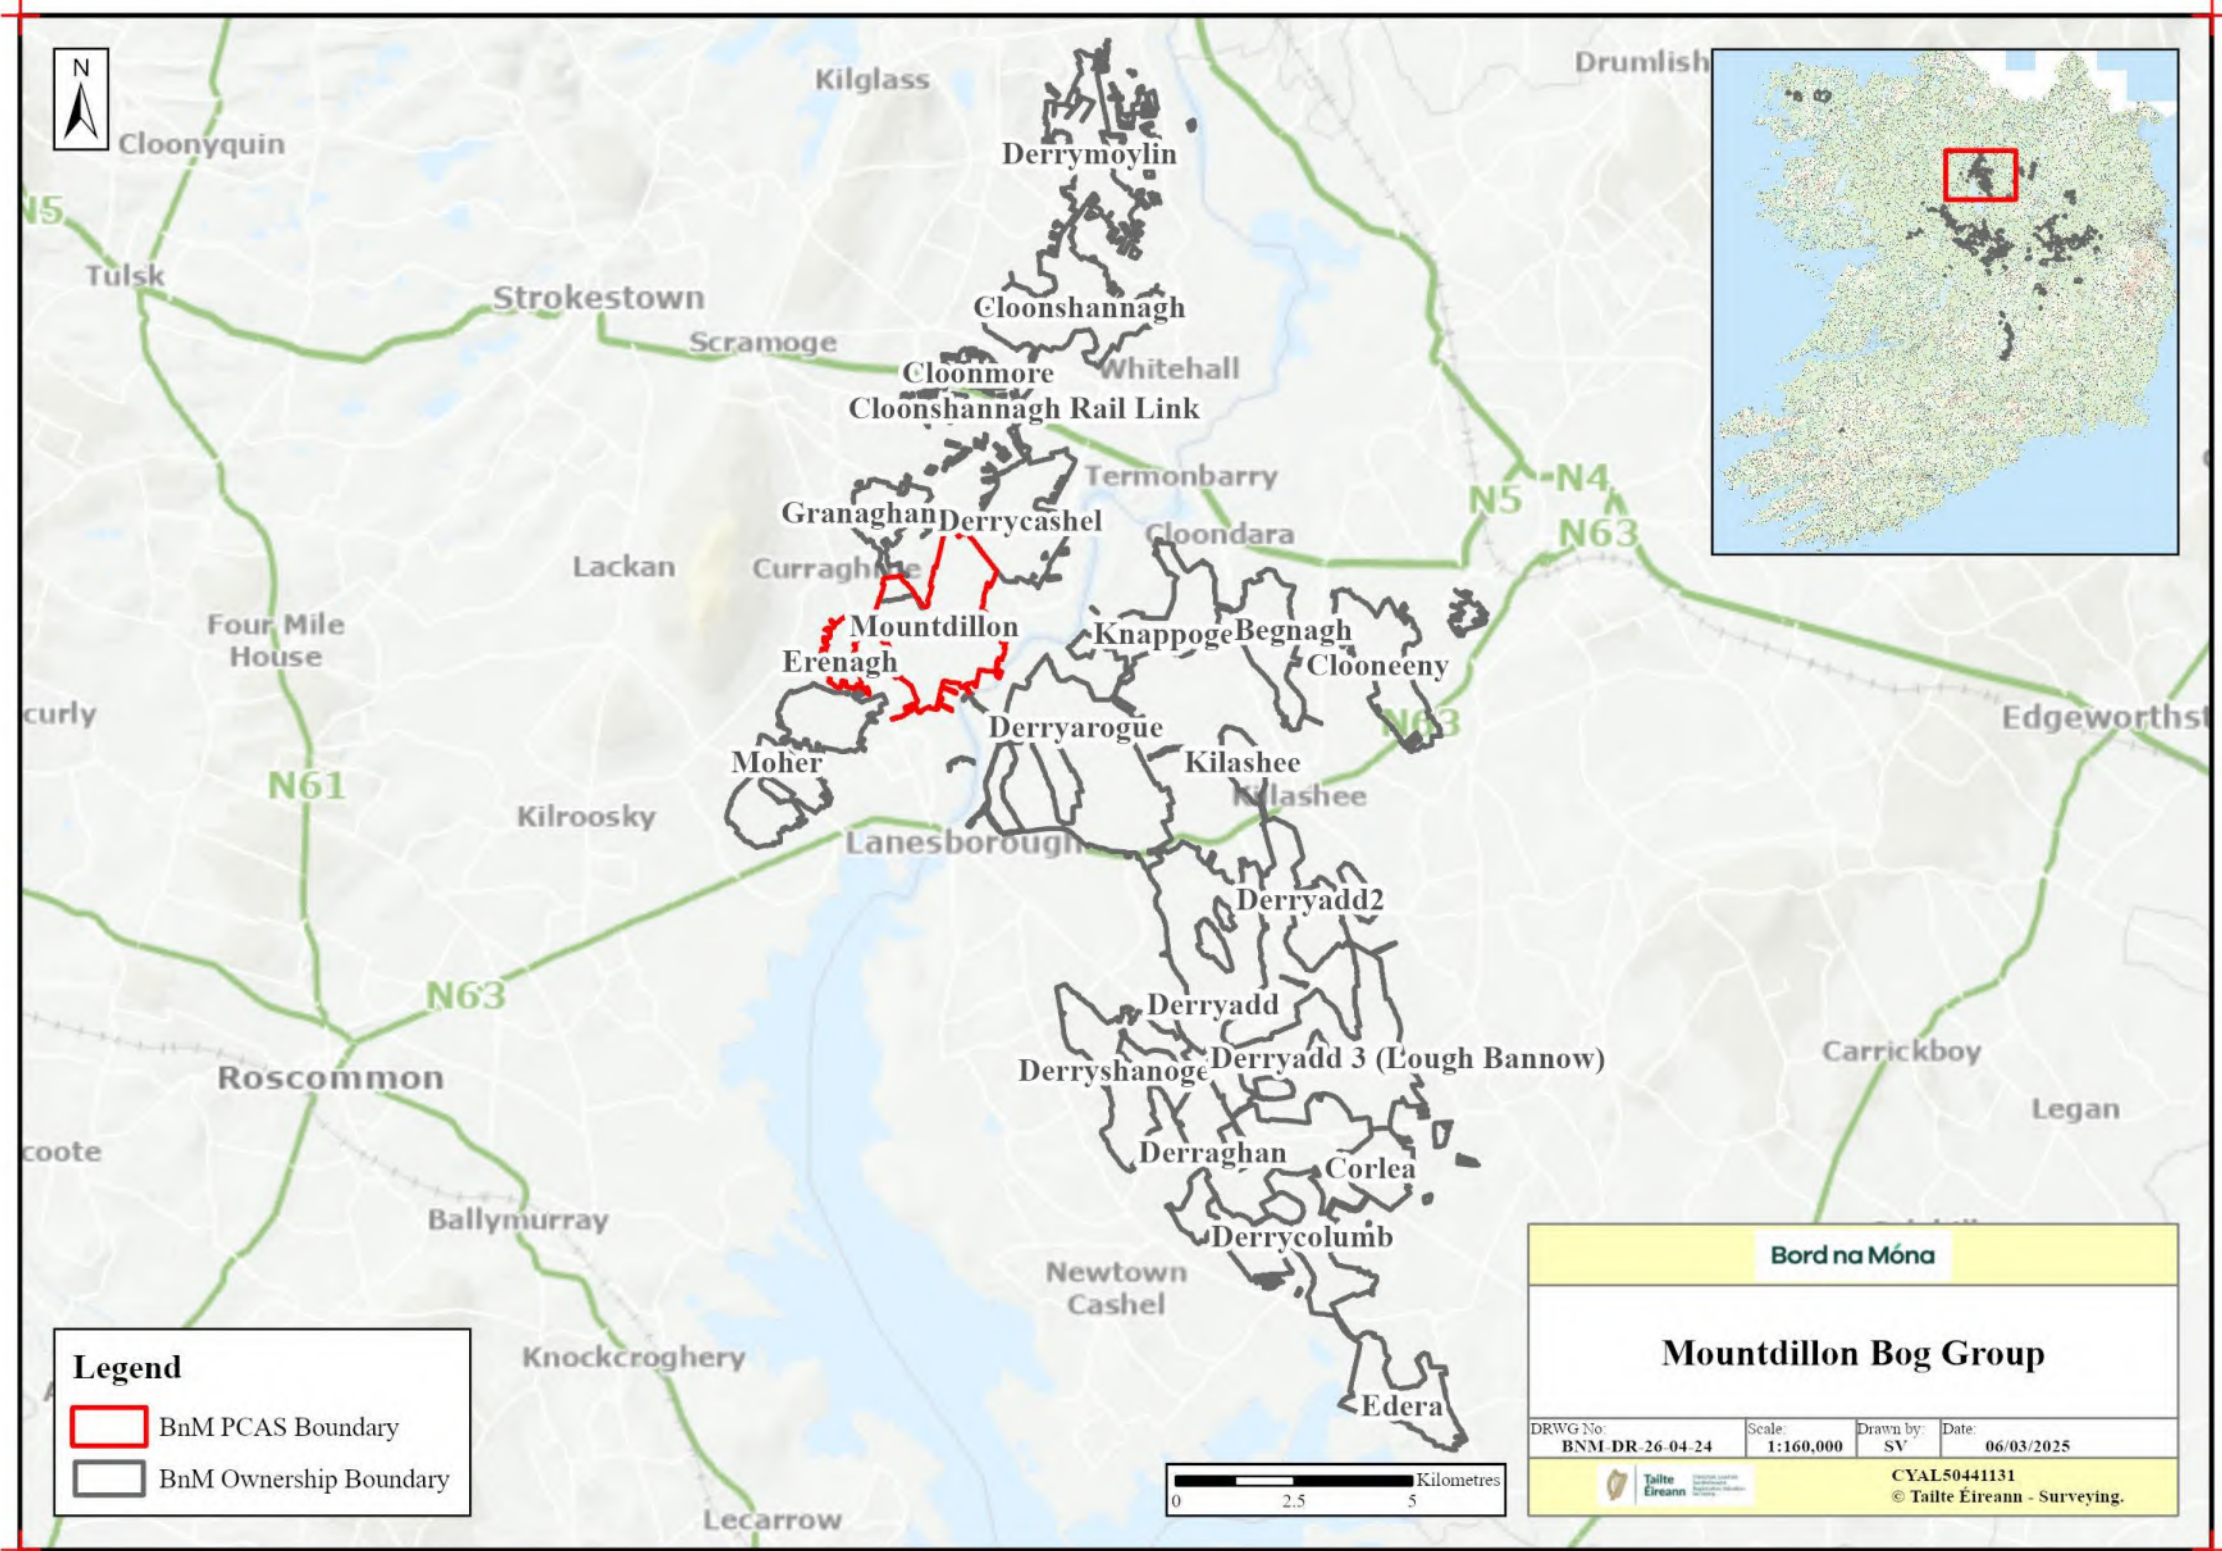 N
Kilglass
Drumlish
Cloonyquin
Derrymoylin
N5
Tulsk
Strokestown
Cloonshannagh
Scramoge
Cloonmore
Whitehall
Cloonshannagh Rail Link
Termonbarry
N4
N5
Granaghan
Derrycashel
Cloondara
N63
Lackan
Four Mile
House
Mountdillon
Knappoge
Begnagh
Erenagh
Clooneeny
curly
N63
Edgeworthst
Derryarogue
Moher
Kilashee
N61
Killashee
Kilroosky
Lanesborough
Derryadd2
N63
Derryadd
Derryadd 3 (Lough Bannow)
Carrickboy
Derryshanoge
Roscommon
Legan
coote
Derraghan
Corlea
Ballymurray
Derrycolumb
Newtown
Cashel
Knockcroghery
Edera
Lecarrow
Legend
BnM PCAS Boundary
BnM Ownership Boundary
Kilometres
0 2.5 5
Bord na Móna
Mountdillon Bog Group
DRWG No: Scale: Drawn by: Date:
BNM-DR-26-04-24 1:160,000 SV 06/03/2025
Tailte
Éireann
CYAL50441131
© Tailte Éireann - Surveying.